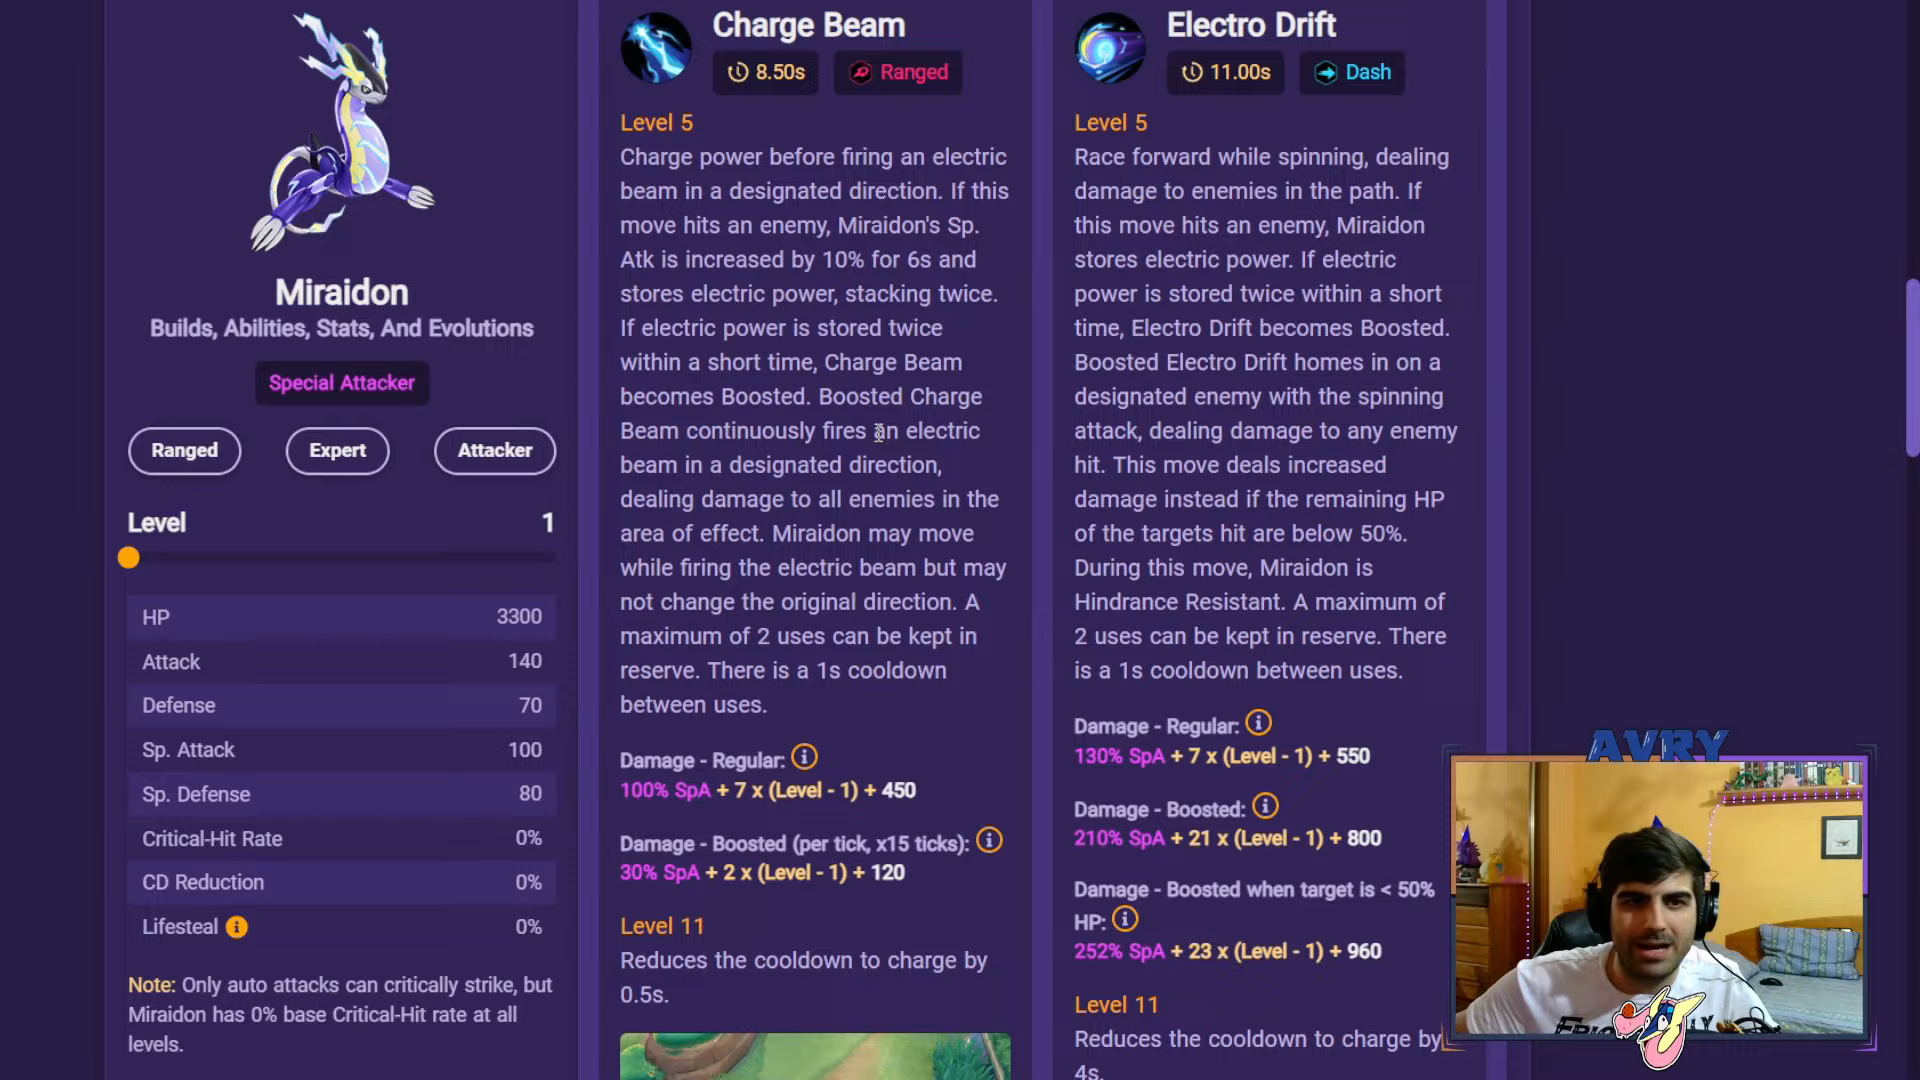 Miraidon
Builds, Abilities, Stats, And Evolutions
Special Attacker
Ranged
Expert
Attacker
Level 1
HP 3300
Attack 140
Defense 70
Sp. Attack 100
Sp. Defense 80
Critical-Hit Rate 0%
CD Reduction 0%
Lifesteal 0%
Note: Only auto attacks can critically strike, but
Miraidon has 0% base Critical-Hit rate at all
levels.
Charge Beam
8.50s
Ranged
Level 5
Charge power before firing an electric
beam in a designated direction. If this
move hits an enemy, Miraidon's Sp.
Atk is increased by 10% for 6s and
stores electric power, stacking twice.
If electric power is stored twice
within a short time, Charge Beam
becomes Boosted. Boosted Charge
Beam continuously fires an electric
beam in a designated direction,
dealing damage to all enemies in the
area of effect. Miraidon may move
while firing the electric beam but may
not change the original direction. A
maximum of 2 uses can be kept in
reserve. There is a 1s cooldown
between uses.
Damage - Regular:
100% SpA + 7 x (Level - 1) + 450
Damage - Boosted (per tick, x15 ticks):
30% SpA + 2 x (Level - 1) + 120
Level 11
Reduces the cooldown to charge by
0.5s.
Electro Drift
11.00s
Dash
Level 5
Race forward while spinning, dealing
damage to enemies in the path. If
this move hits an enemy, Miraidon
stores electric power. If electric
power is stored twice within a short
time, Electro Drift becomes Boosted.
Boosted Electro Drift homes in on a
designated enemy with the spinning
attack, dealing damage to any enemy
hit. This move deals increased
damage instead if the remaining HP
of the targets hit are below 50%.
During this move, Miraidon is
Hindrance Resistant. A maximum of
2 uses can be kept in reserve. There
is a 1s cooldown between uses.
Damage - Regular:
130% SpA + 7 x (Level - 1) + 550
Damage - Boosted:
210% SpA + 21 x (Level - 1) + 800
Damage - Boosted when target is < 50%
HP:
252% SpA + 23 x (Level - 1) + 960
Level 11
Reduces the cooldown to charge by
4s.
AVRY